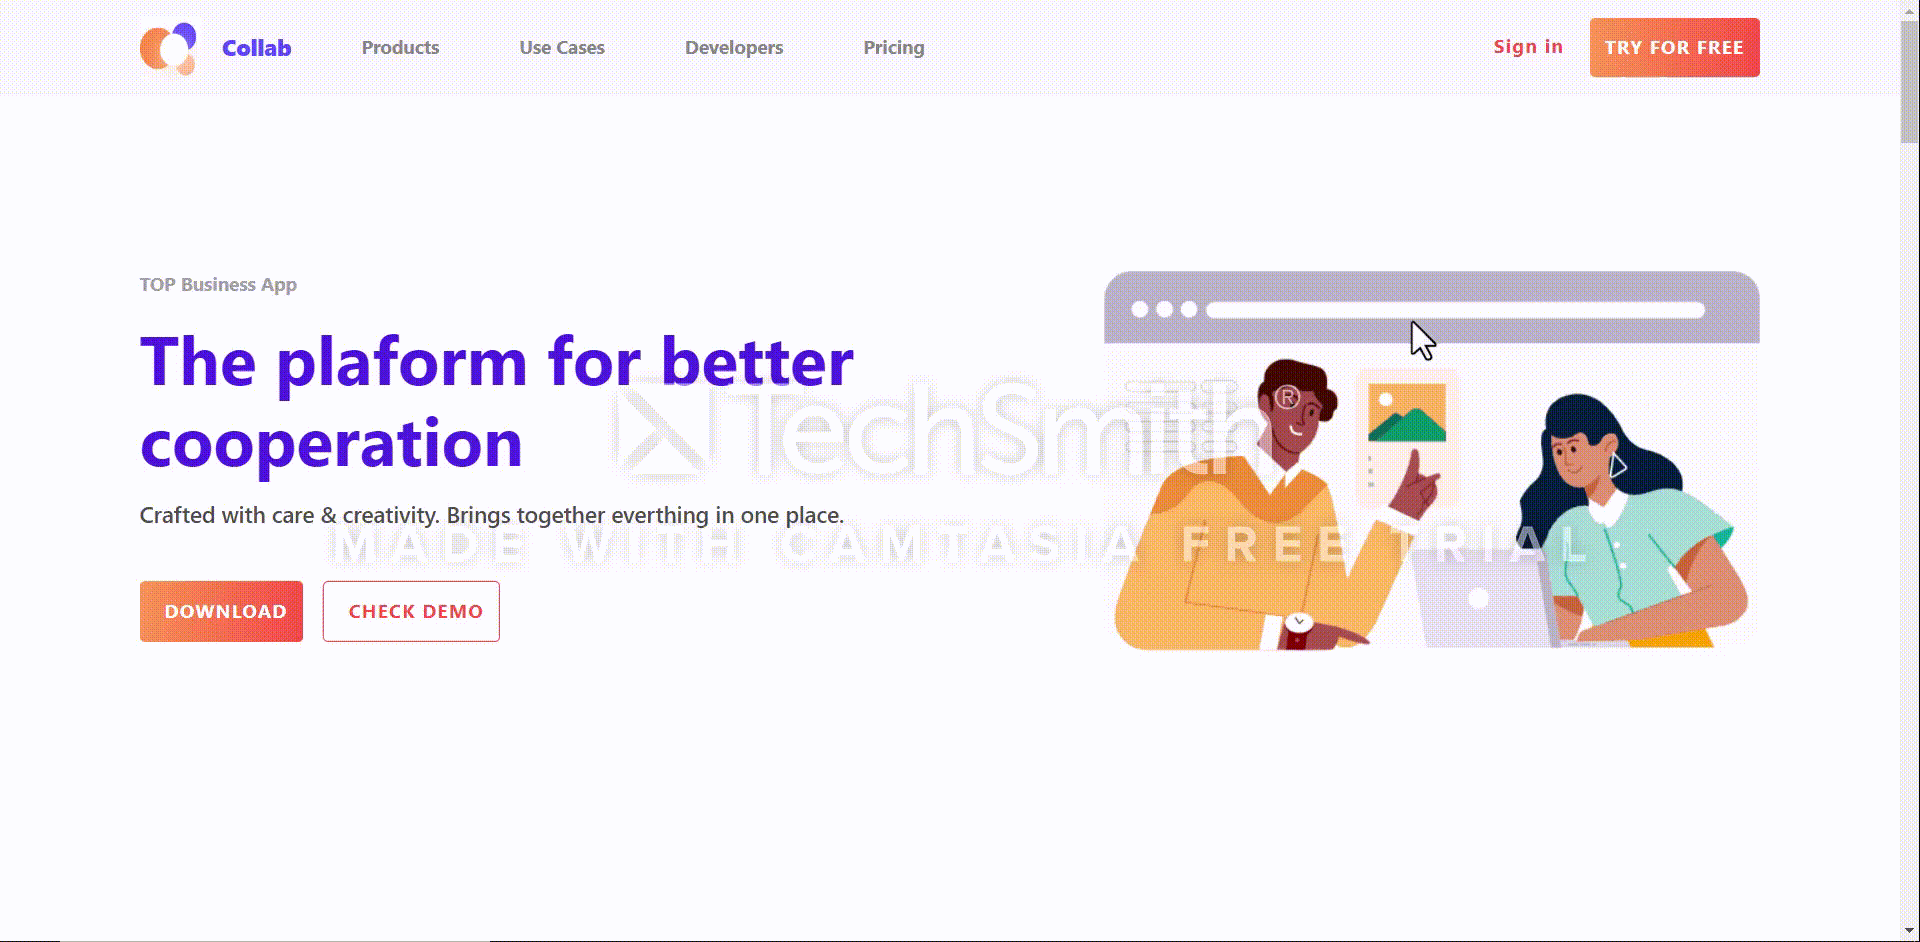 Collab
Products
Use Cases
Developers
Pricing
Sign in
TRY FOR FREE
TOP Business App
The plaform for better
cooperation
TechSmith®
Crafted with care & creativity. Brings together everthing in one place.
MADE WITH CAMTASIA FREE TRIAL
DOWNLOAD
CHECK DEMO